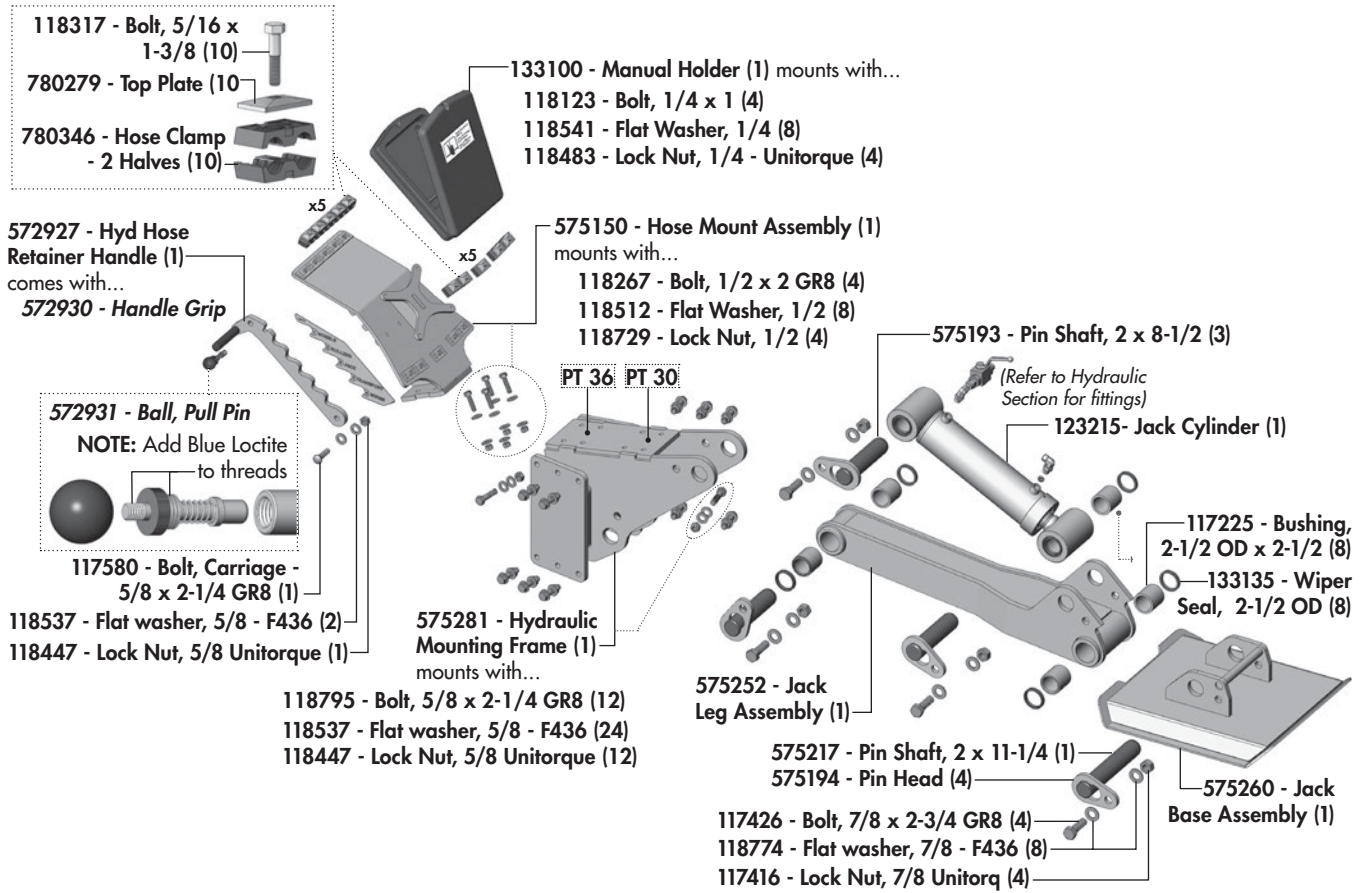 118317 - Bolt, 5/16 x
1-3/8 (10)
780279 - Top Plate (10
780346 - Hose Clamp
- 2 Halves (10)
133100 - Manual Holder (1) mounts with...
118123 - Bolt, 1/4 x 1 (4)
118541 - Flat Washer, 1/4 (8)
118483 - Lock Nut, 1/4 - Unitorque (4)
x5
x5
572927 - Hyd Hose
Retainer Handle (1)
comes with...
572930 - Handle Grip
575150 - Hose Mount Assembly (1)
mounts with...
118267 - Bolt, 1/2 x 2 GR8 (4)
118512 - Flat Washer, 1/2 (8)
118729 - Lock Nut, 1/2 (4)
572931 - Ball, Pull Pin
NOTE: Add Blue Loctite
to threads
PT 36
PT 30
575193 - Pin Shaft, 2 x 8-1/2 (3)
(Refer to Hydraulic
Section for fittings)
123215- Jack Cylinder (1)
117225 - Bushing,
2-1/2 OD x 2-1/2 (8)
133135 - Wiper
Seal, 2-1/2 OD (8)
117580 - Bolt, Carriage -
5/8 x 2-1/4 GR8 (1)
118537 - Flat washer, 5/8 - F436 (2)
118447 - Lock Nut, 5/8 Unitorque (1)
575281 - Hydraulic
Mounting Frame (1)
mounts with...
118795 - Bolt, 5/8 x 2-1/4 GR8 (12)
118537 - Flat washer, 5/8 - F436 (24)
118447 - Lock Nut, 5/8 Unitorque (12)
575252 - Jack
Leg Assembly (1)
575217 - Pin Shaft, 2 x 11-1/4 (1)
575194 - Pin Head (4)
117426 - Bolt, 7/8 x 2-3/4 GR8 (4)
118774 - Flat washer, 7/8 - F436 (8)
117416 - Lock Nut, 7/8 Unitorq (4)
575260 - Jack
Base Assembly (1)